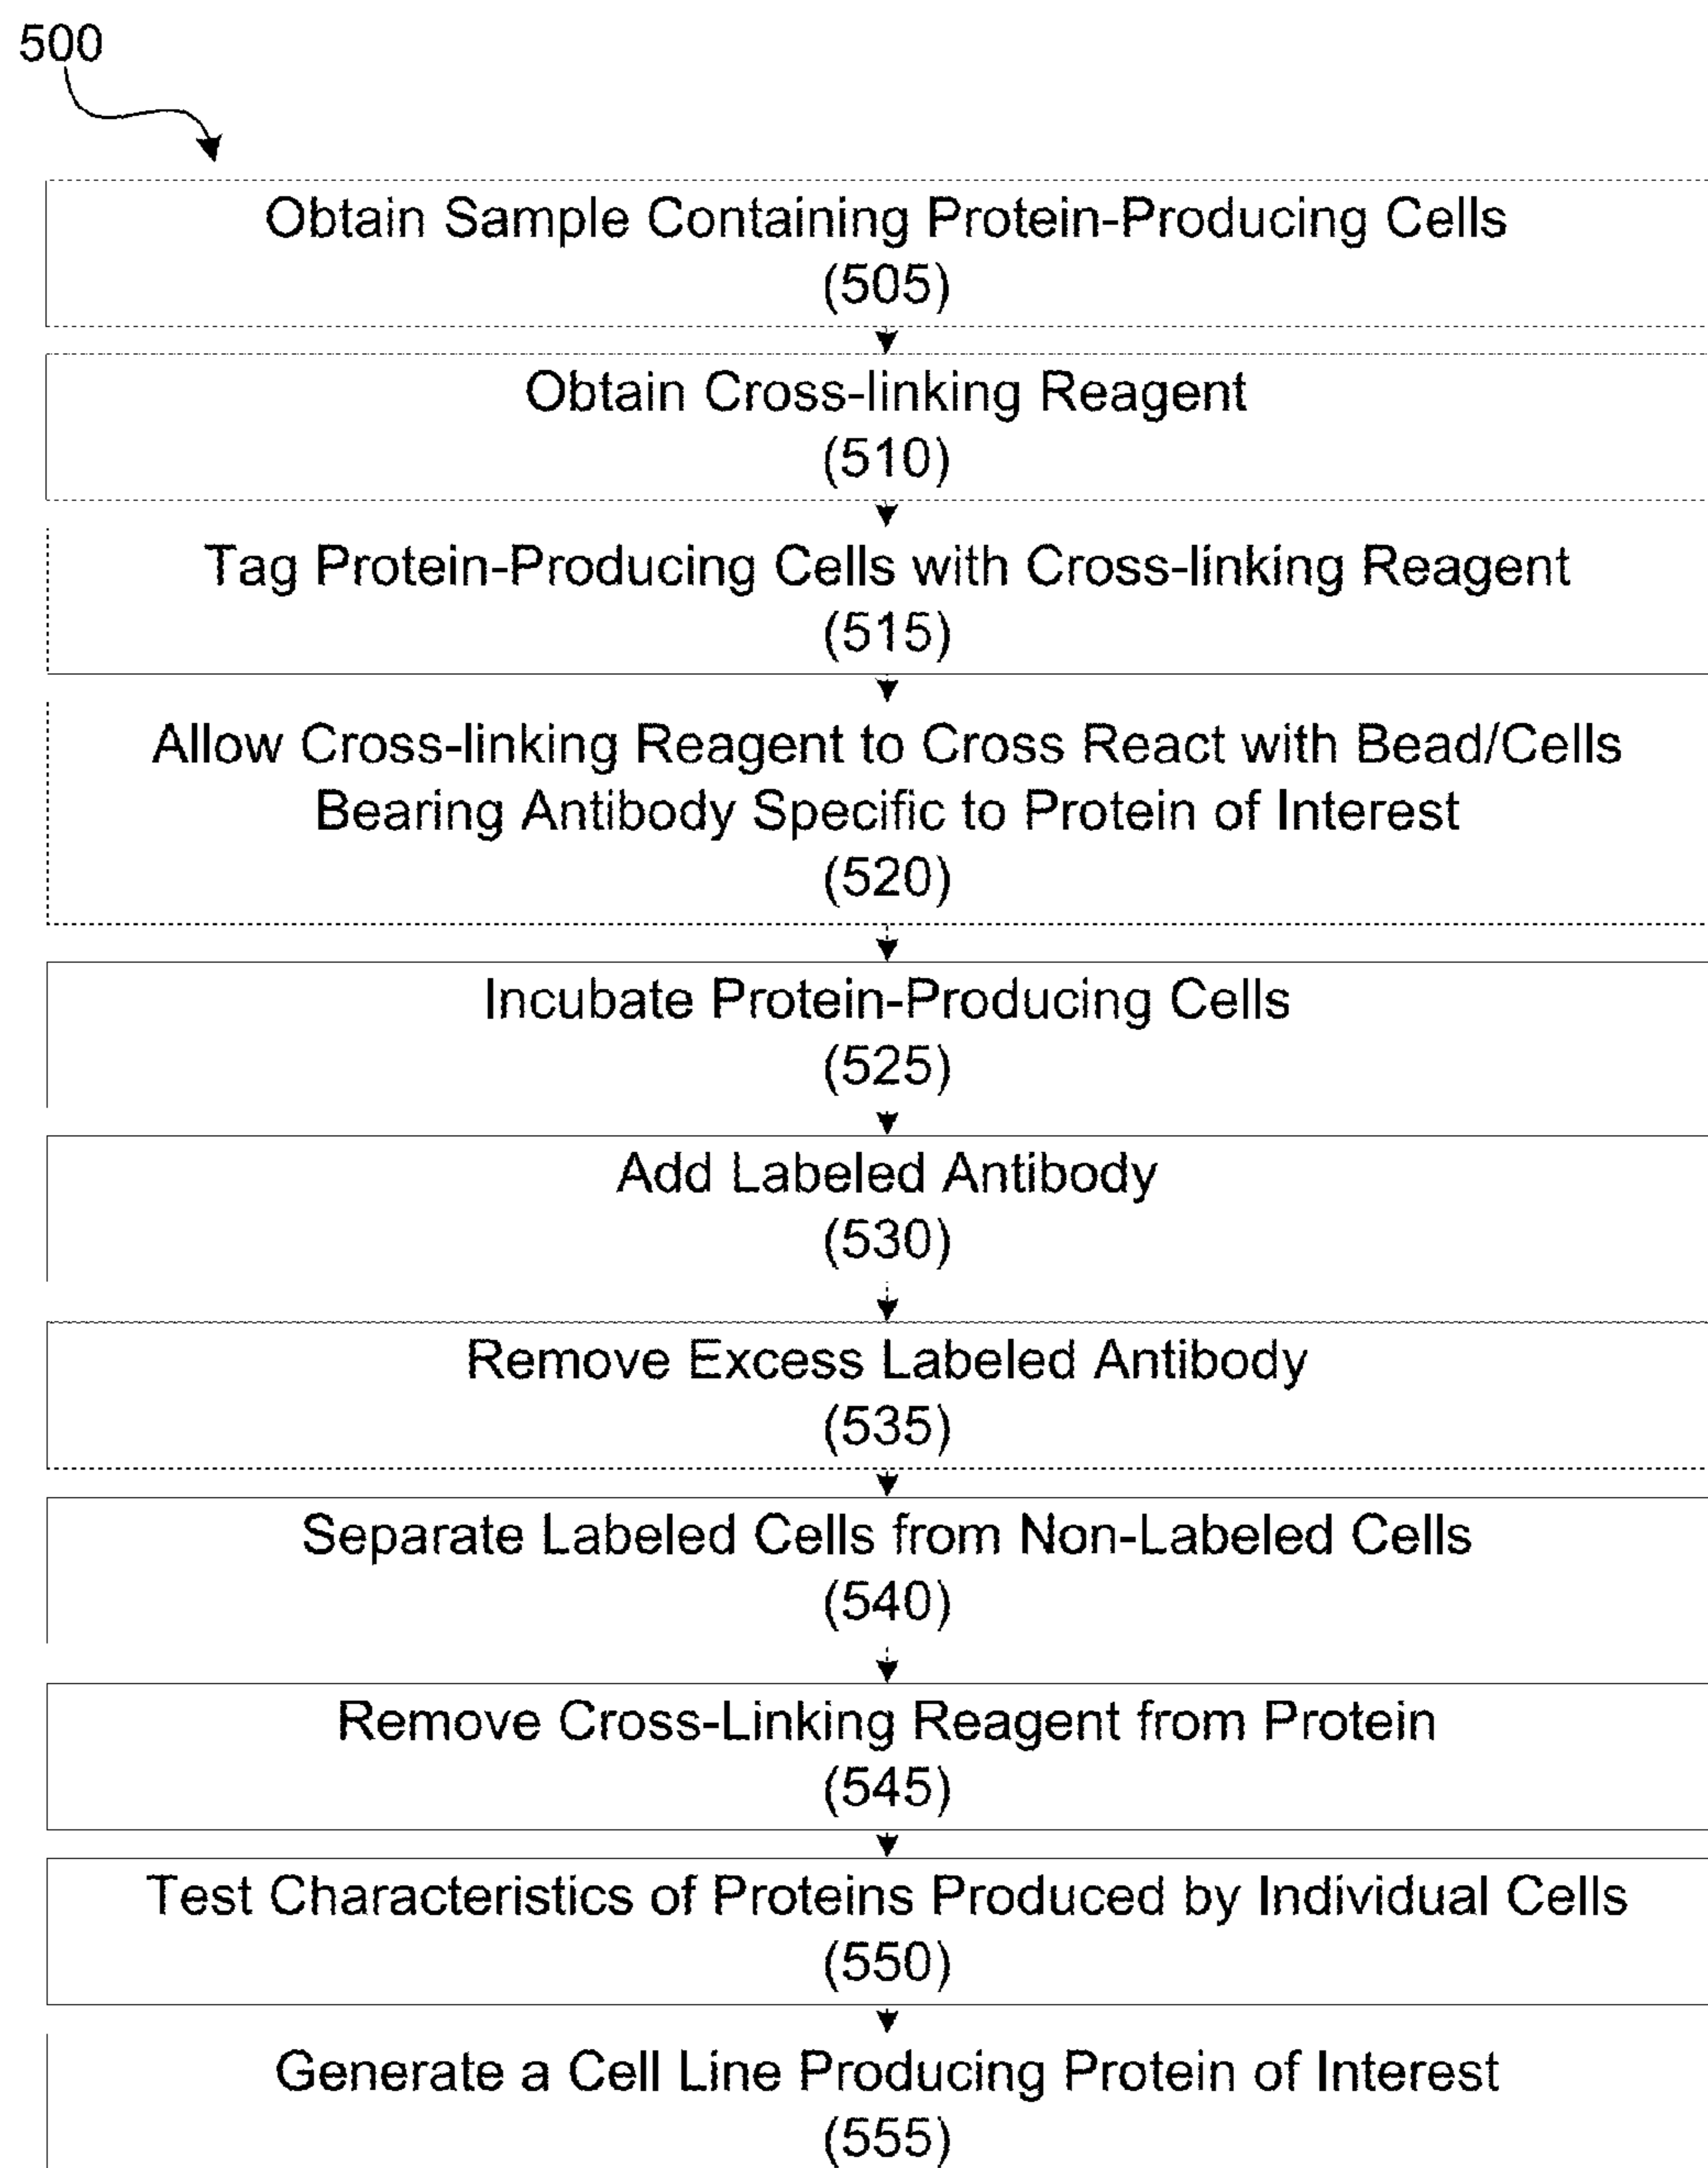 500
Obtain Sample Containing Protein-Producing Cells
(505)
Obtain Cross-linking Reagent
(510)
Tag Protein-Producing Cells with Cross-linking Reagent
(515)
Allow Cross-linking Reagent to Cross React with Bead/Cells
Bearing Antibody Specific to Protein of Interest
(520)
Incubate Protein-Producing Cells
(525)
Add Labeled Antibody
(530)
Remove Excess Labeled Antibody
(535)
Separate Labeled Cells from Non-Labeled Cells
(540)
Remove Cross-Linking Reagent from Protein
(545)
Test Characteristics of Proteins Produced by Individual Cells
(550)
Generate a Cell Line Producing Protein of Interest
(555)